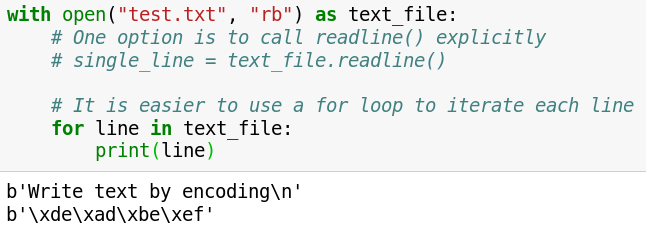 with open("test.txt", "rb") as text_file:
    # One option is to call readline() explicitly
    # single_line = text_file.readline()

    # It is easier to use a for loop to iterate each line
    for line in text_file:
        print(line)
b'Write text by encoding\n'
b'\xde\xad\xbe\xef'